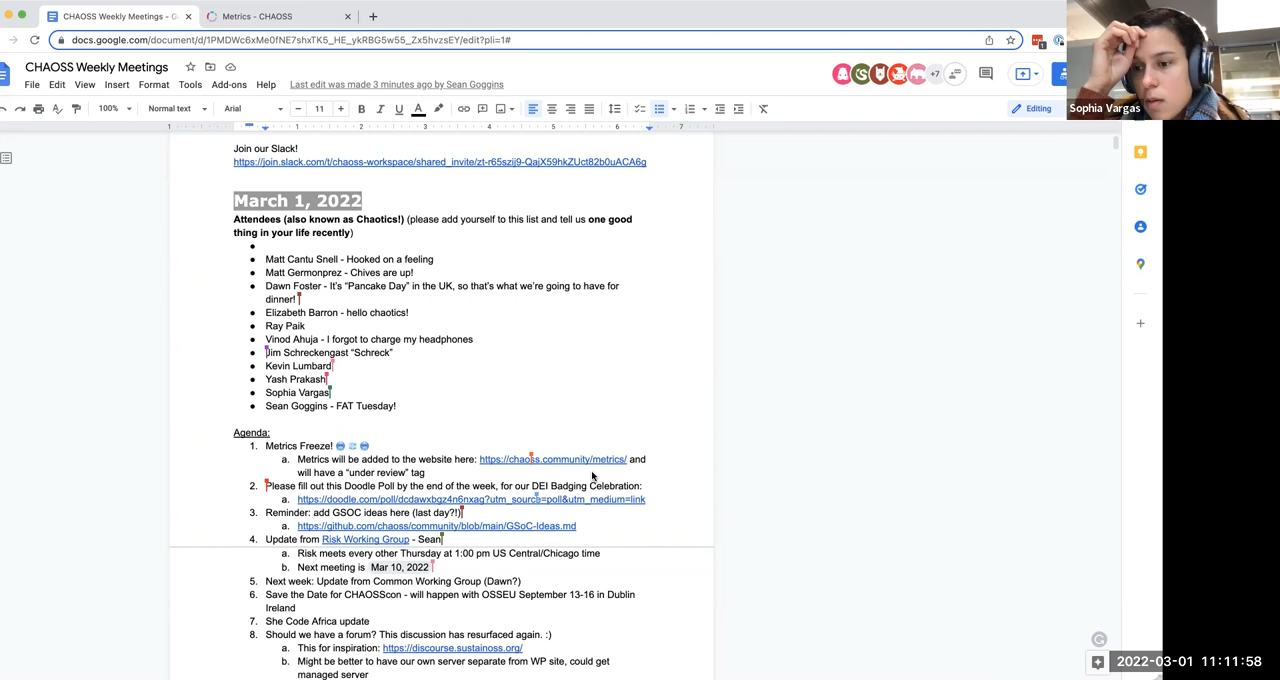 CHAOSS Weekly Meetings - G
Metrics - CHAOSS
docs.google.com/document/d/1PMDWc6xMe0fNE7shxTK5_HE_ykRBG5w55_Zx5hvzsEY/edit?pli=1#
CHAOSS Weekly Meetings
File Edit View Insert Format Tools Add-ons Help Last edit was made 3 minutes ago by Sean Goggins
+7
100% Normal text Arial 11 Editing
1 1 2 3 4 5 6 7
Sophia Vargas
Join our Slack!
https://join.slack.com/t/chaoss-workspace/shared_invite/zt-r65szij9-QajX59hkZUct82b0uACA6g
March 1, 2022
Attendees (also known as Chaotics!) (please add yourself to this list and tell us one good
thing in your life recently)
Matt Cantu Snell - Hooked on a feeling
Matt Germonprez - Chives are up!
Dawn Foster - It's “Pancake Day” in the UK, so that's what we're going to have for
dinner!
Elizabeth Barron - hello chaotics!
Ray Paik
Vinod Ahuja - I forgot to charge my headphones
Jim Schreckengast “Schreck”
Kevin Lumbard
Yash Prakash
Sophia Vargas
Sean Goggins - FAT Tuesday!
Agenda:
1. Metrics Freeze! 🥶 🥶
a. Metrics will be added to the website here: https://chaoss.community/metrics/ and
will have a “under review” tag
2. Please fill out this Doodle Poll by the end of the week, for our DEI Badging Celebration:
a. https://doodle.com/poll/dcdawxbgz4n6nxag?utm_source=poll&utm_medium=link
3. Reminder: add GSOC ideas here (last day?!)
a. https://github.com/chaoss/community/blob/main/GSoC-Ideas.md
4. Update from Risk Working Group - Sean
a. Risk meets every other Thursday at 1:00 pm US Central/Chicago time
b. Next meeting is Mar 10, 2022
5. Next week: Update from Common Working Group (Dawn?)
6. Save the Date for CHAOSScon - will happen with OSSEU September 13-16 in Dublin
Ireland
7. She Code Africa update
8. Should we have a forum? This discussion has resurfaced again. :)
a. This for inspiration: https://discourse.sustainoss.org/
b. Might be better to have our own server separate from WP site, could get
managed server
2022-03-01 11:11:58